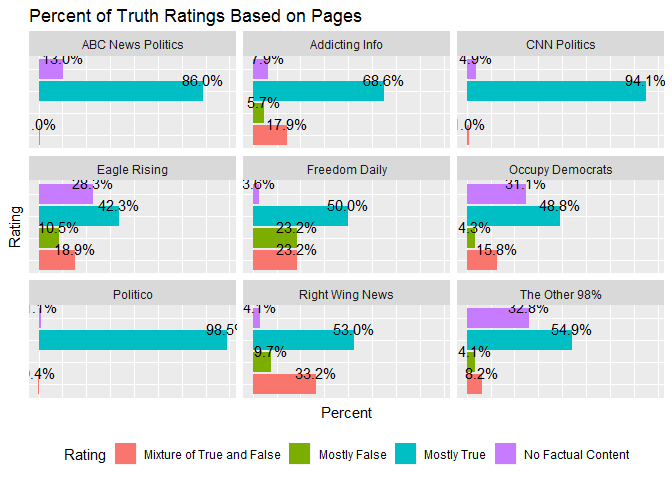 Percent of Truth Ratings Based on Pages
ABC News Politics
Addicting Info
CNN Politics
13.0%
86.0%
.0%
7.9%
68.6%
5.7%
17.9%
4.9%
94.1%
1.0%
Eagle Rising
Freedom Daily
Occupy Democrats
28.3%
42.3%
10.5%
18.9%
3.6%
50.0%
23.2%
23.2%
31.1%
48.8%
4.3%
15.8%
Politico
Right Wing News
The Other 98%
.1%
98.5%
.4%
4.1%
53.0%
9.7%
33.2%
32.8%
54.9%
4.1%
8.2%
Rating
Percent
Rating
Mixture of True and False
Mostly False
Mostly True
No Factual Content